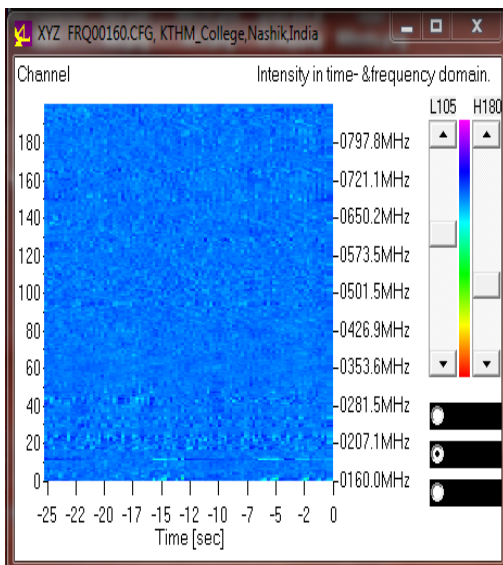 XYZ FRQ00160.CFG, KTHM_College,Nashik,India
Channel Intensity in time- &frequency domain.
L105 H180
180 0797.8MHz
160 0721.1MHz
140 0650.2MHz
120 0573.5MHz
100 0501.5MHz
80 0426.9MHz
60 0353.6MHz
40 0281.5MHz
20 0207.1MHz
0 0160.0MHz
-25 -22 -20 -17 -15 -12 -10 -7 -5 -2 0
Time [sec]